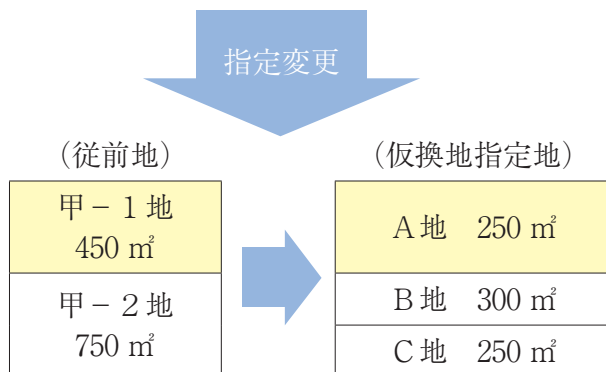 指定変更
（従前地）
（仮換地指定地）
甲－１地
450 ㎡
甲－２地
750 ㎡
Ａ地　250 ㎡
Ｂ地　300 ㎡
Ｃ地　250 ㎡